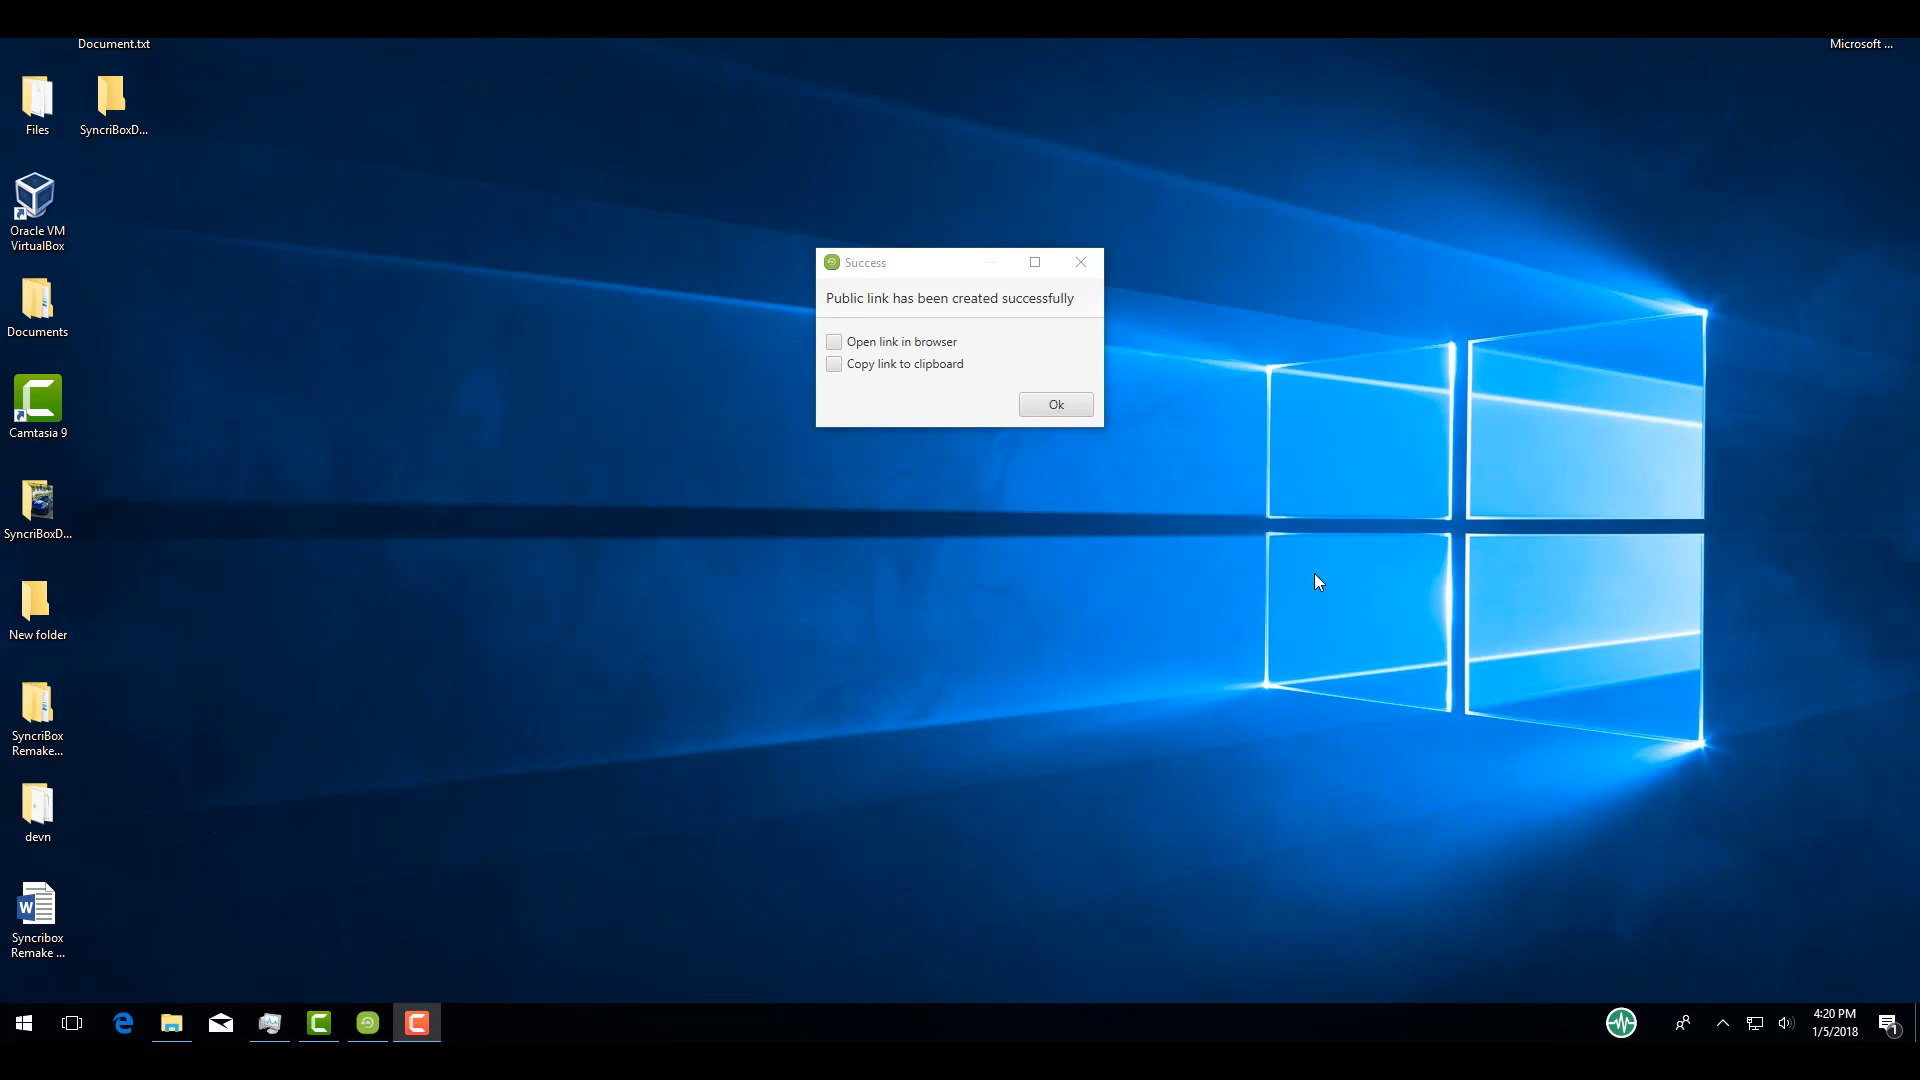 Document.txt
Microsoft ...
Files
SyncriBoxD...
Oracle VM
VirtualBox
Documents
Camtasia 9
SyncriBoxD...
New folder
SyncriBox
Remake...
devn
Syncribox
Remake ...
Success
Public link has been created successfully
Open link in browser
Copy link to clipboard
Ok
4:20 PM
1/5/2018
1